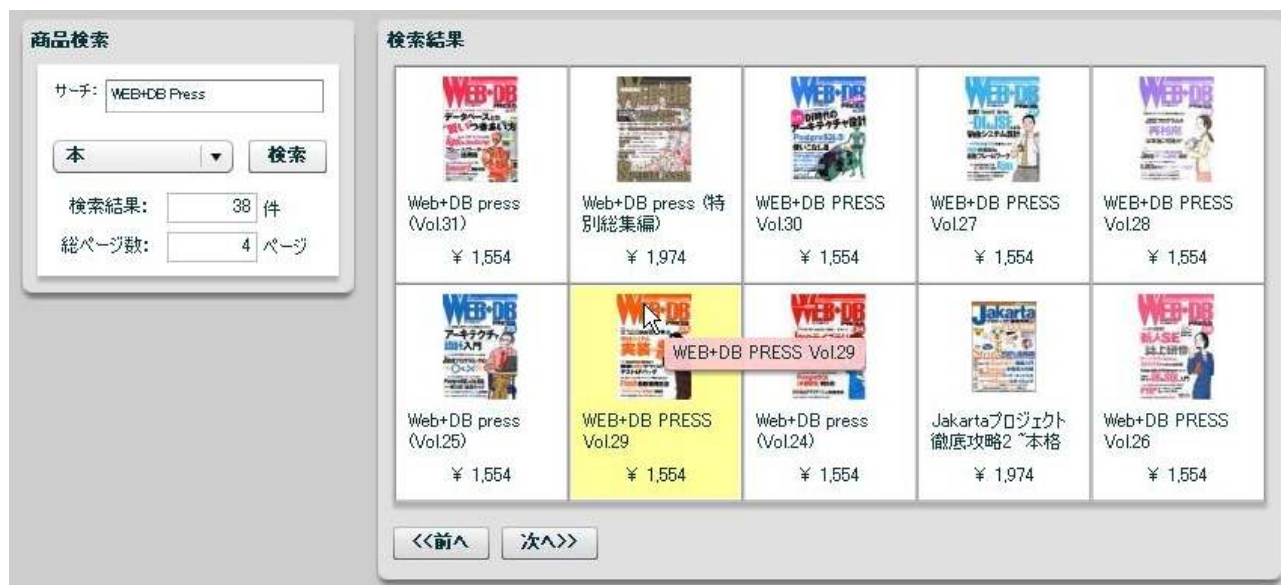 商品検索
サーチ: WEB+DB Press
本
検索
検索結果: 38 件
総ページ数: 4 ページ
検索結果
Web+DB press
(Vol.31)
¥ 1,554
Web+DB press (特
別総集編)
¥ 1,974
WEB+DB PRESS
Vol.30
¥ 1,554
WEB+DB PRESS
Vol.27
¥ 1,554
WEB+DB PRESS
Vol.28
¥ 1,554
Web+DB press
(Vol.25)
¥ 1,554
WEB+DB PRESS Vol.29
WEB+DB PRESS
Vol.29
¥ 1,554
Web+DB press
(Vol.24)
¥ 1,554
Jakarta
Jakartaプロジェクト
徹底攻略2 ~本格
¥ 1,974
Web+DB PRESS
Vol.26
¥ 1,554
<<前へ
次へ>>